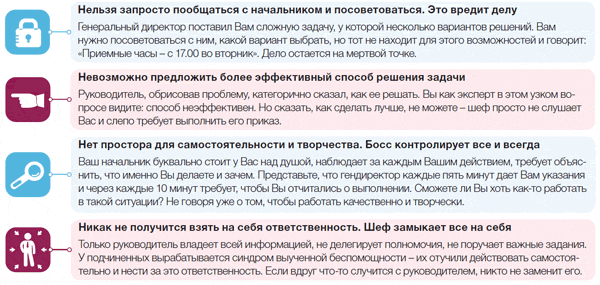 Нельзя запросто пообщаться с начальником и посоветоваться. Это вредит делу
Генеральный директор поставил Вам сложную задачу, у которой несколько вариантов решений. Вам
нужно посоветоваться с ним, какой вариант выбрать, но тот не находит для этого возможностей и говорит:
«Приемные часы – с 17.00 во вторник». Дело остается на мертвой точке.
Невозможно предложить более эффективный способ решения задачи
Руководитель, обрисовав проблему, категорично сказал, как ее решать. Вы как эксперт в этом узком во-
просе видите: способ неэффективен. Но сказать, как сделать лучше, не можете – шеф просто не слушает
Вас и слепо требует выполнить его приказ.
Нет простора для самостоятельности и творчества. Босс контролирует все и всегда
Ваш начальник буквально стоит у Вас над душой, наблюдает за каждым Вашим действием, требует объяс-
нить, что именно Вы делаете и зачем. Представьте, что гендиректор каждые пять минут дает Вам указания
и через каждые 10 минут требует, чтобы Вы отчитались о выполнении. Сможете ли Вы хоть как-то работать
в такой ситуации? Не говоря уже о том, чтобы работать качественно и творчески.
Никак не получится взять на себя ответственность. Шеф замыкает все на себя
Только руководитель владеет всей информацией, не делегирует полномочия, не поручает важные задания.
У подчиненных вырабатывается синдром выученной беспомощности – их отучили действовать самостоя-
тельно и нести за это ответственность. Если вдруг что-то случится с руководителем, никто не заменит его.